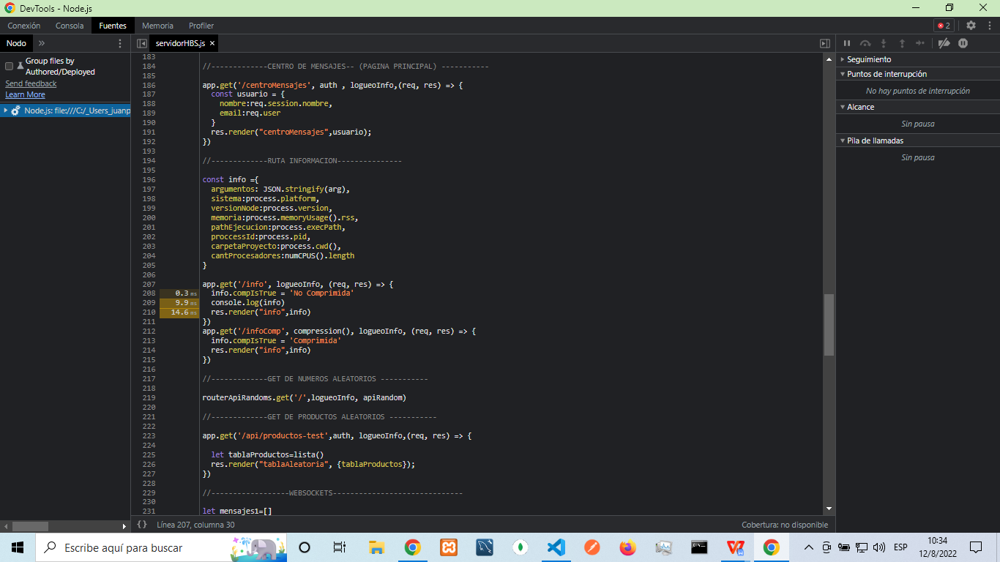 DevTools - Node.js
Conexión Consola Fuentes Memoria Profiler 2
Nodo
servidorHBS.js
Group files by
Authored/Deployed
Send feedback
Learn More
Node.js: file:///C:/_Users_juanp
183
184 //-------------CENTRO DE MENSAJES-- (PAGINA PRINCIPAL) -----------
185
186 app.get('/centroMensajes', auth , logueoInfo,(req, res) => {
187 const usuario = {
188 nombre:req.session.nombre,
189 email:req.user
190 }
191 res.render("centroMensajes",usuario);
192 })
193
194 //-------------RUTA INFORMACION---------------
195
196 const info ={
197 argumentos: JSON.stringify(arg),
198 sistema:process.platform,
199 versionNode:process.version,
200 memoria:process.memoryUsage().rss,
201 pathEjecucion:process.execPath,
202 proccessId:process.pid,
203 carpetaProyecto:process.cwd(),
204 cantProcesadores:numCPUS().length
205 }
206
207 app.get('/info', logueoInfo, (req, res) => {
208 0.3 ms info.compIsTrue = 'No Comprimida'
209 9.9 ms console.log(info)
210 14.6 ms res.render("info",info)
211 })
212 app.get('/infoComp', compression(), logueoInfo, (req, res) => {
213 info.compIsTrue = 'Comprimida'
214 res.render("info",info)
215 })
216
217 //-------------GET DE NUMEROS ALEATORIOS -----------
218
219 routerApiRandoms.get('/',logueoInfo, apiRandom)
220
221 //-------------GET DE PRODUCTOS ALEATORIOS -----------
222
223 app.get('/api/productos-test',auth, logueoInfo,(req, res) => {
224
225 let tablaProductos=lista()
226 res.render("tablaAleatoria", {tablaProductos});
227 })
228
229 //------------------WEBSOCKETS------------------------------
230
231 let mensajes1=[]
Línea 207, columna 30
Cobertura: no disponible
Seguimiento
Puntos de interrupción
No hay puntos de interrupción
Alcance
Sin pausa
Pila de llamadas
Sin pausa
Escribe aquí para buscar
ESP
10:34
12/8/2022